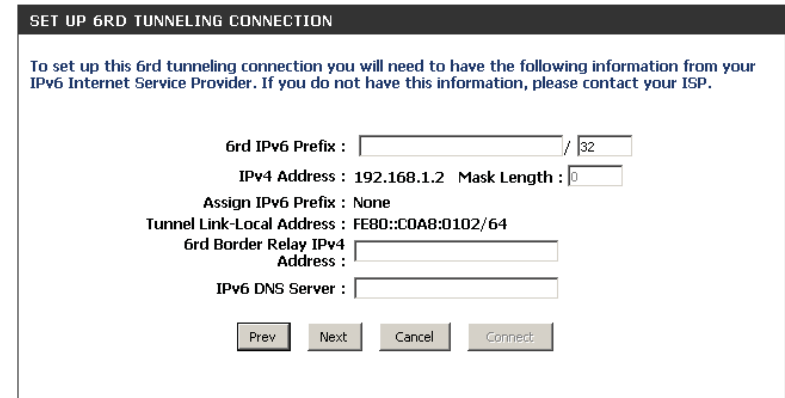 SET UP 6RD TUNNELING CONNECTION
To set up this 6rd tunneling connection you will need to have the following information from your
IPv6 Internet Service Provider. If you do not have this information, please contact your ISP.
6rd IPv6 Prefix : / 32
IPv4 Address : 192.168.1.2 Mask Length : 0
Assign IPv6 Prefix : None
Tunnel Link-Local Address : FE80::C0A8:0102/64
6rd Border Relay IPv4
Address :
IPv6 DNS Server :
Prev Next Cancel Connect